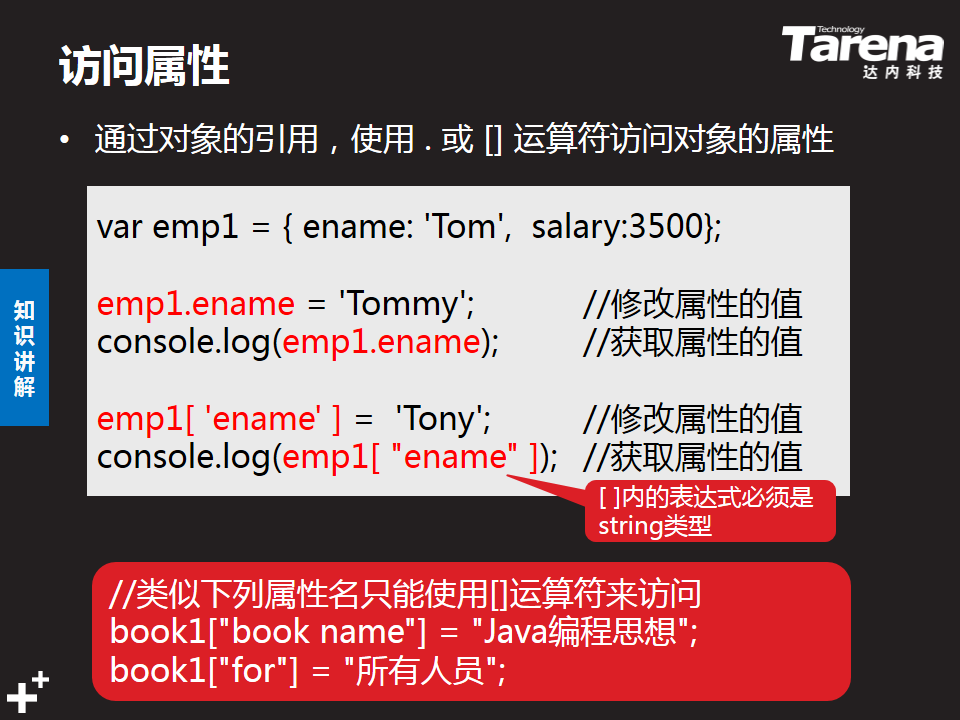 访问属性
Technology
Tarena
达内科技
• 通过对象的引用，使用 . 或 [] 运算符访问对象的属性
var emp1 = { ename: 'Tom', salary:3500};
emp1.ename = 'Tommy'; //修改属性的值
console.log(emp1.ename); //获取属性的值
emp1[ 'ename' ] = 'Tony'; //修改属性的值
console.log(emp1[ "ename" ]); //获取属性的值
[ ]内的表达式必须是
string类型
知识讲解
//类似下列属性名只能使用[]运算符来访问
book1["book name"] = "Java编程思想";
book1["for"] = "所有人员";